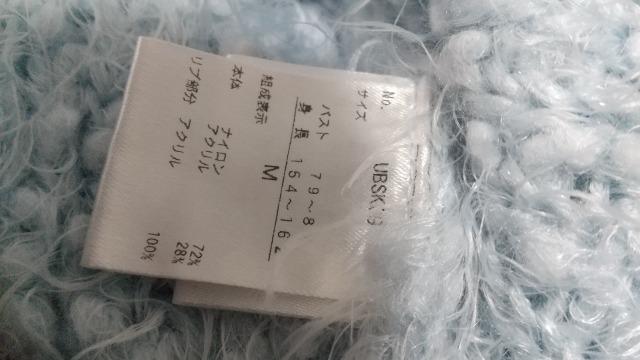 No. UBSK
サイズ
バスト 79～8
身長 154～16
M
組成表示
本体 ナイロン 72%
アクリル 28%
リブ部分 アクリル 100%